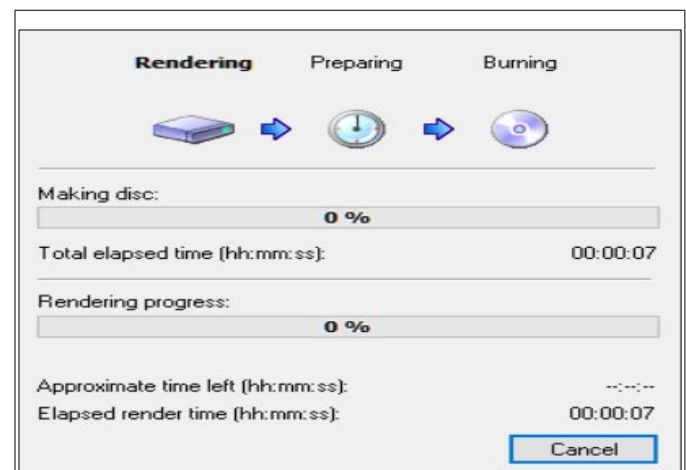 Rendering Preparing Burning
Making disc:
0 %
Total elapsed time (hh:mm:ss): 00:00:07
Rendering progress:
0 %
Approximate time left (hh:mm:ss): --:--:--
Elapsed render time (hh:mm:ss): 00:00:07
Cancel